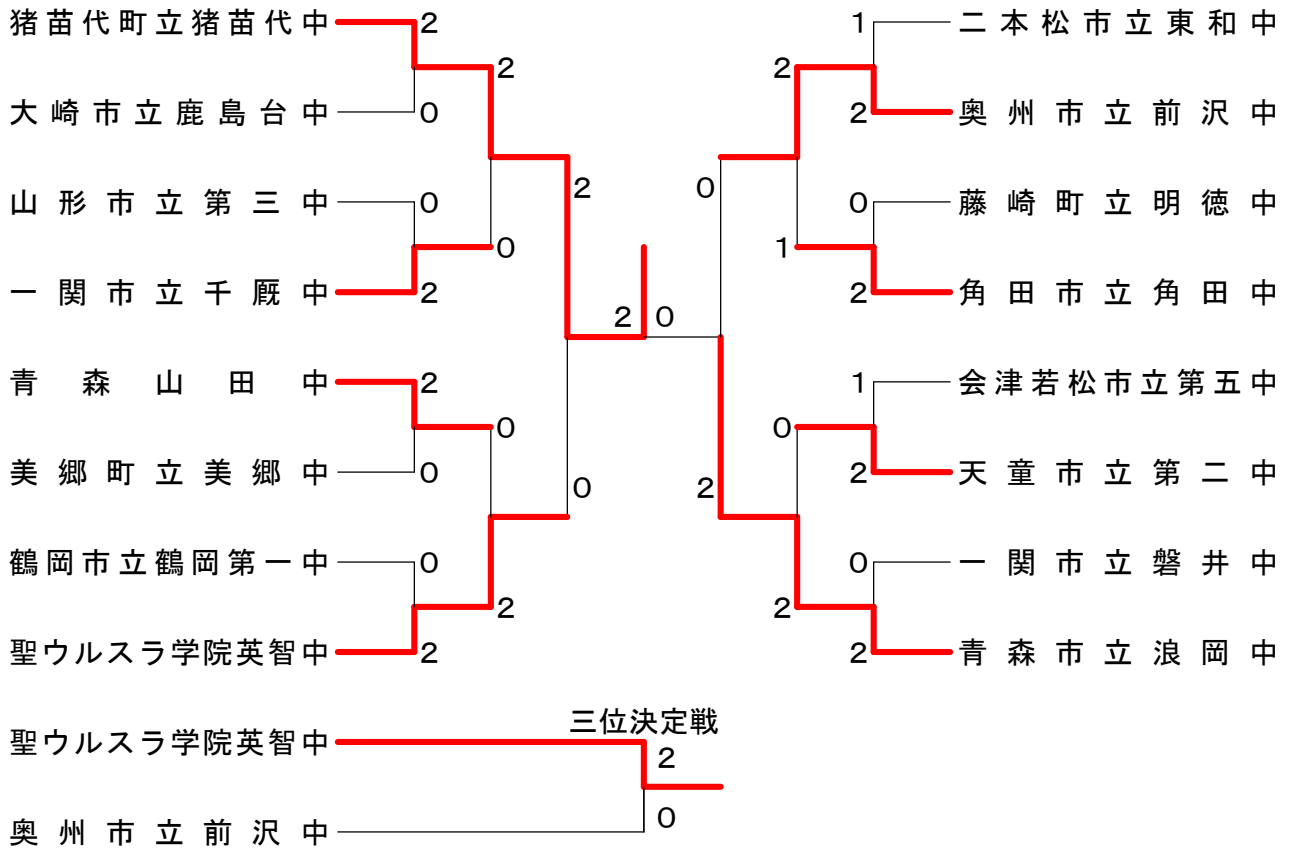 猪苗代町立猪苗代中 2
1 二本松市立東和中
2
2
大崎市立鹿島台中 0
2 奥州市立前沢中
2
0
山形市立第三中 0
0 藤崎町立明徳中
0
1
一関市立千厩中 2
2 角田市立角田中
2 0
青森山田中 2
1 会津若松市立第五中
0
0
美郷町立美郷中 0
2 天童市立第二中
0
2
鶴岡市立鶴岡第一中 0
0 一関市立磐井中
2
2
聖ウルスラ学院英智中 2
2 青森市立浪岡中
三位決定戦
聖ウルスラ学院英智中
2
0
奥州市立前沢中